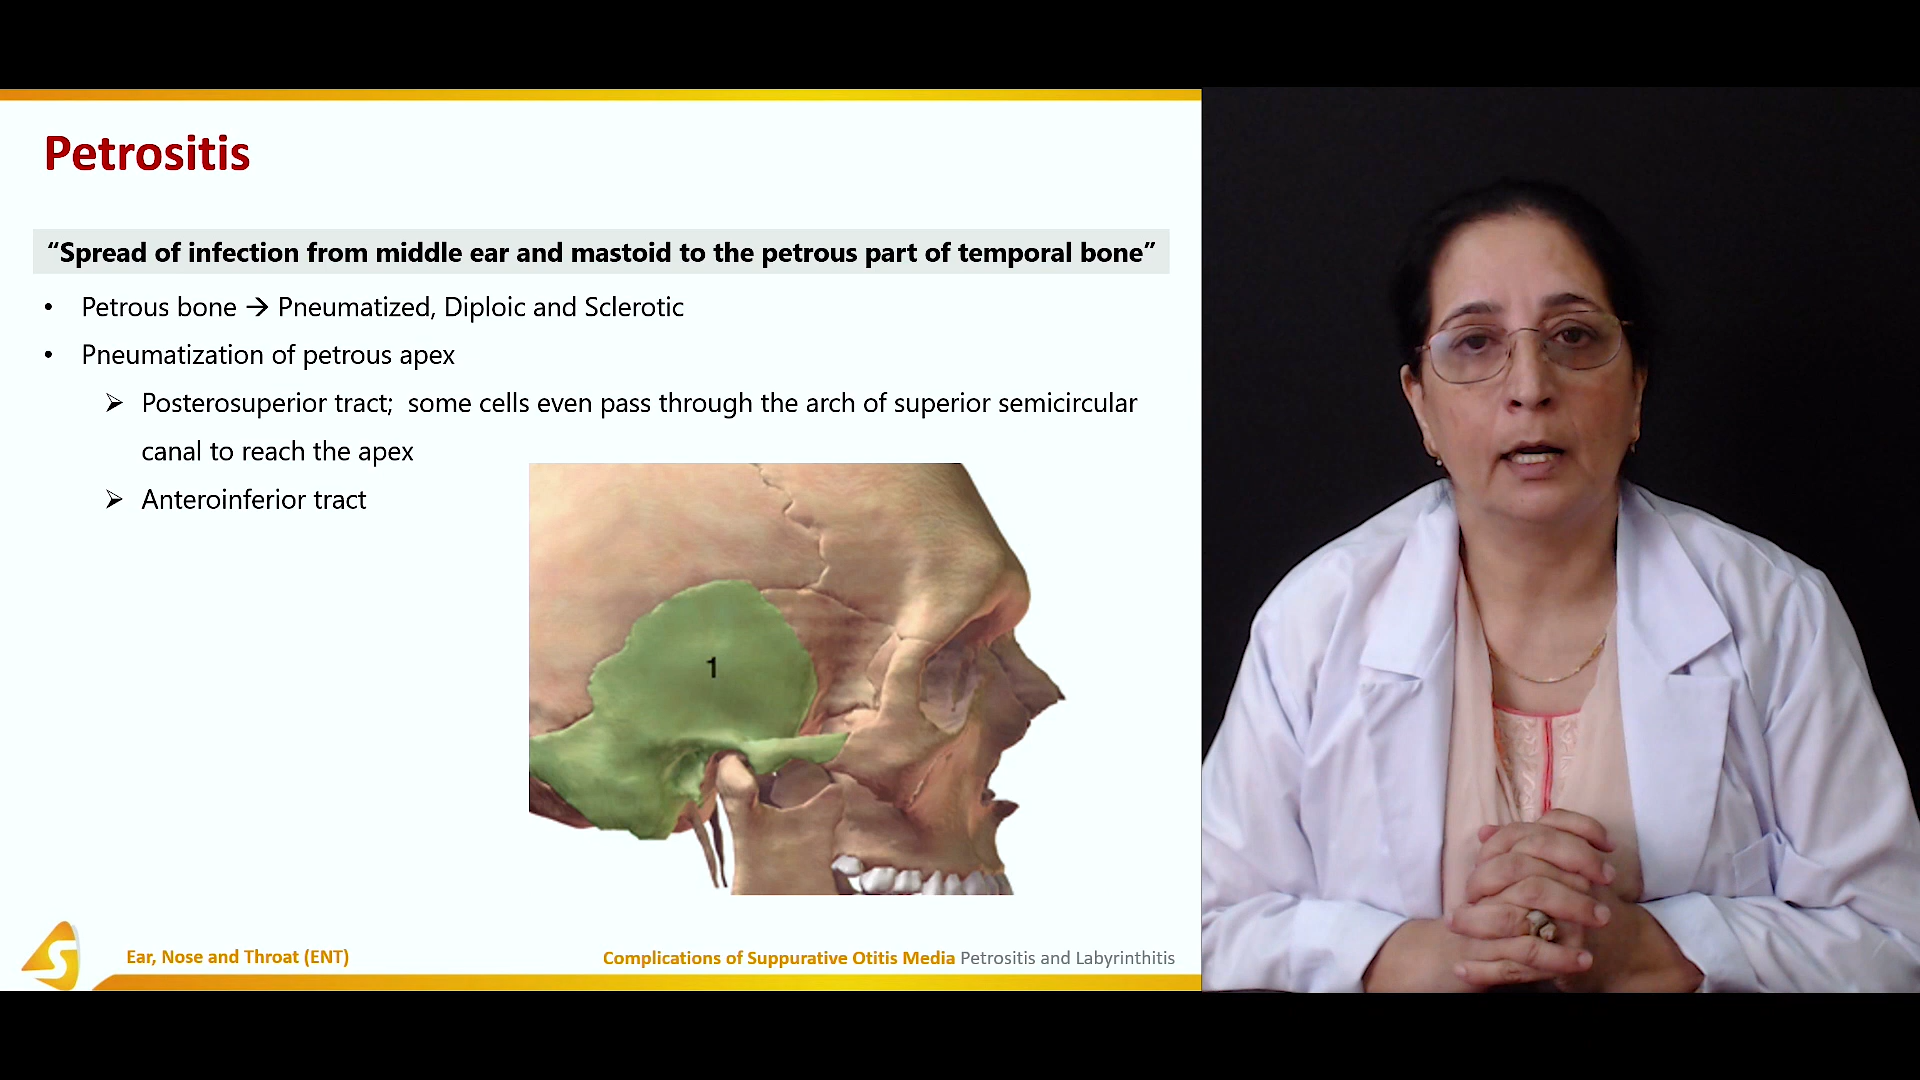 Petrositis
“Spread of infection from middle ear and mastoid to the petrous part of temporal bone”
• Petrous bone → Pneumatized, Diploic and Sclerotic
• Pneumatization of petrous apex
➢ Posterosuperior tract; some cells even pass through the arch of superior semicircular
canal to reach the apex
➢ Anteroinferior tract
1
S
Ear, Nose and Throat (ENT)
Complications of Suppurative Otitis Media Petrositis and Labyrinthitis